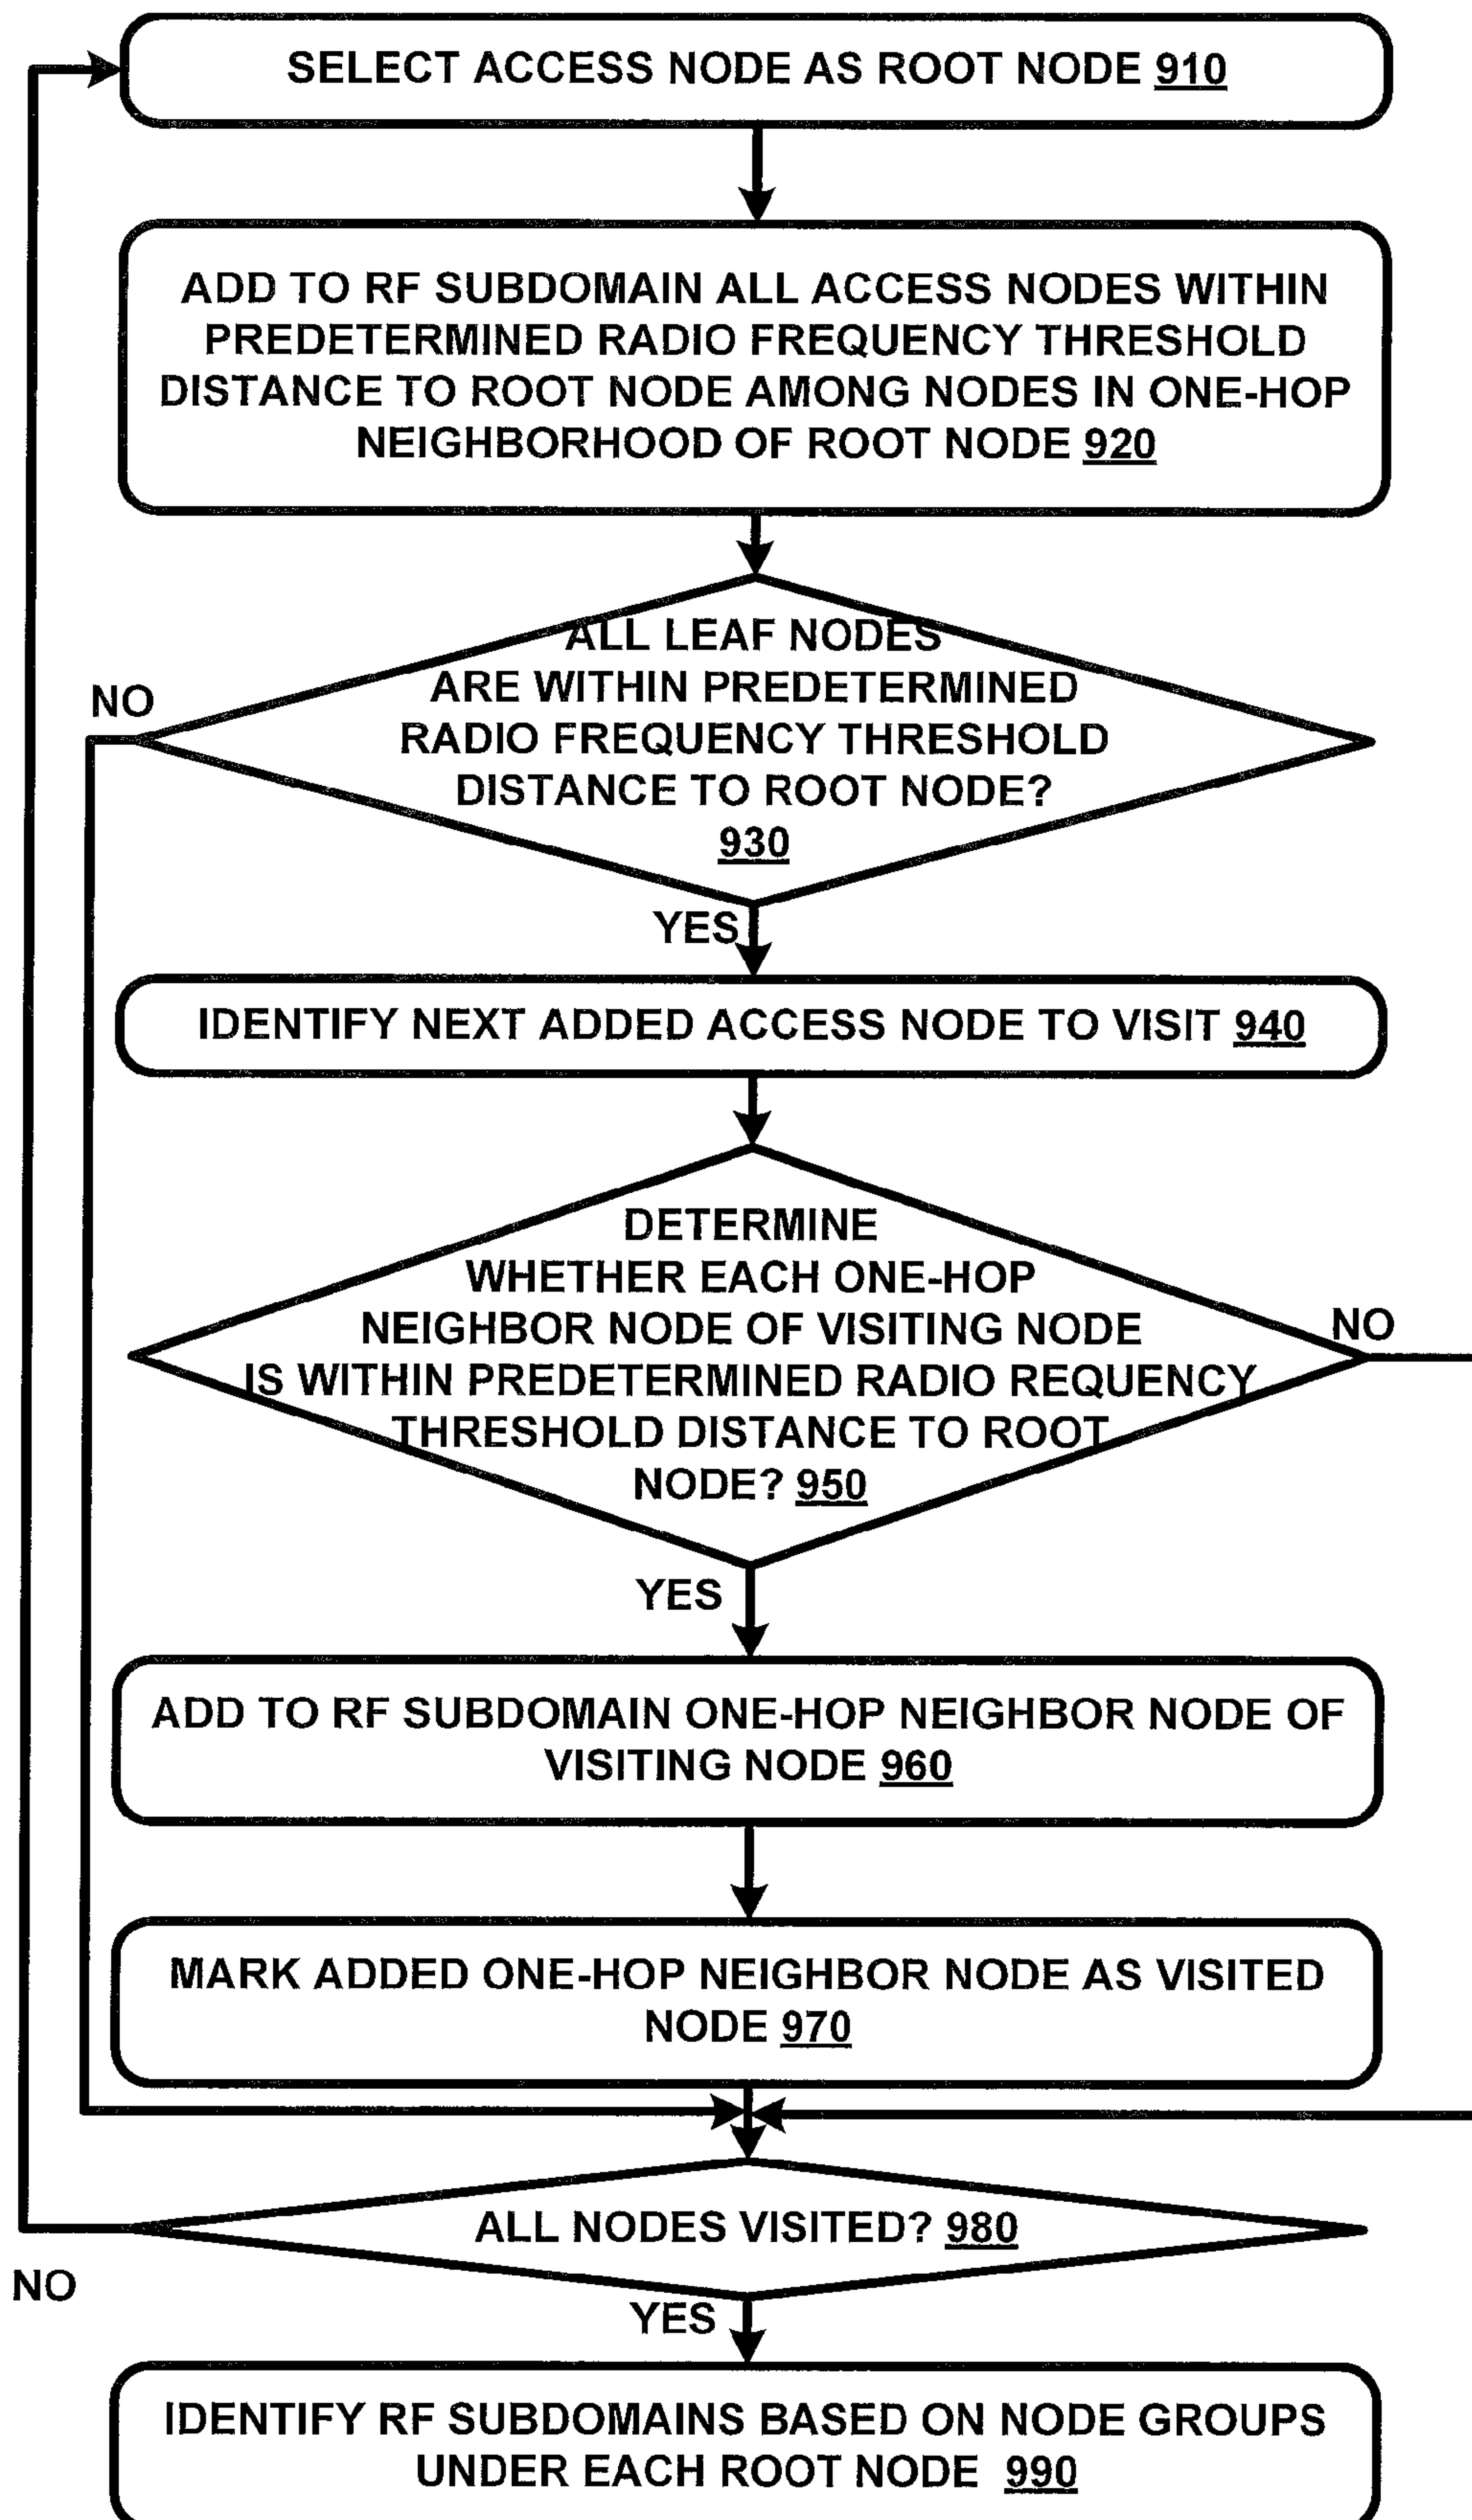 SELECT ACCESS NODE AS ROOT NODE 910
ADD TO RF SUBDOMAIN ALL ACCESS NODES WITHIN
PREDETERMINED RADIO FREQUENCY THRESHOLD
DISTANCE TO ROOT NODE AMONG NODES IN ONE-HOP
NEIGHBORHOOD OF ROOT NODE 920
ALL LEAF NODES
ARE WITHIN PREDETERMINED
RADIO FREQUENCY THRESHOLD
DISTANCE TO ROOT NODE?
930
NO
YES
IDENTIFY NEXT ADDED ACCESS NODE TO VISIT 940
DETERMINE
WHETHER EACH ONE-HOP
NEIGHBOR NODE OF VISITING NODE
IS WITHIN PREDETERMINED RADIO REQUENCY
THRESHOLD DISTANCE TO ROOT
NODE? 950
NO
YES
ADD TO RF SUBDOMAIN ONE-HOP NEIGHBOR NODE OF
VISITING NODE 960
MARK ADDED ONE-HOP NEIGHBOR NODE AS VISITED
NODE 970
ALL NODES VISITED? 980
NO
YES
IDENTIFY RF SUBDOMAINS BASED ON NODE GROUPS
UNDER EACH ROOT NODE 990